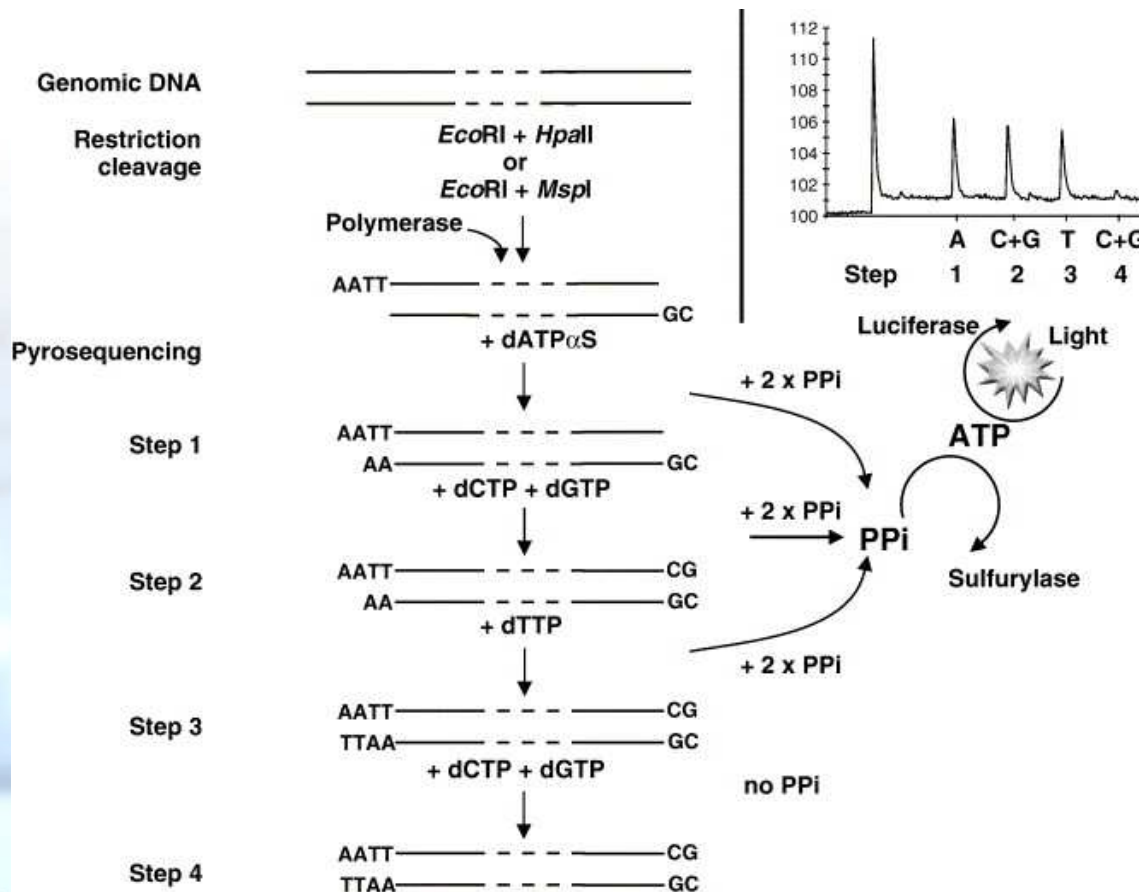 Genomic DNA
Restriction
cleavage
EcoRI + HpaII
or
EcoRI + MspI
Polymerase
AATT
GC
+ dATPαS
Pyrosequencing
Step 1
AATT
AA
GC
+ dCTP + dGTP
Step 2
AATT
CG
AA
GC
+ dTTP
Step 3
AATT
CG
TTAA
GC
+ dCTP + dGTP
Step 4
AATT
CG
TTAA
GC
+ 2 x PPi
+ 2 x PPi
+ 2 x PPi
no PPi
112
110
108
106
104
102
100
A C+G T C+G
Step 1 2 3 4
Luciferase
Light
ATP
PPi
Sulfurylase